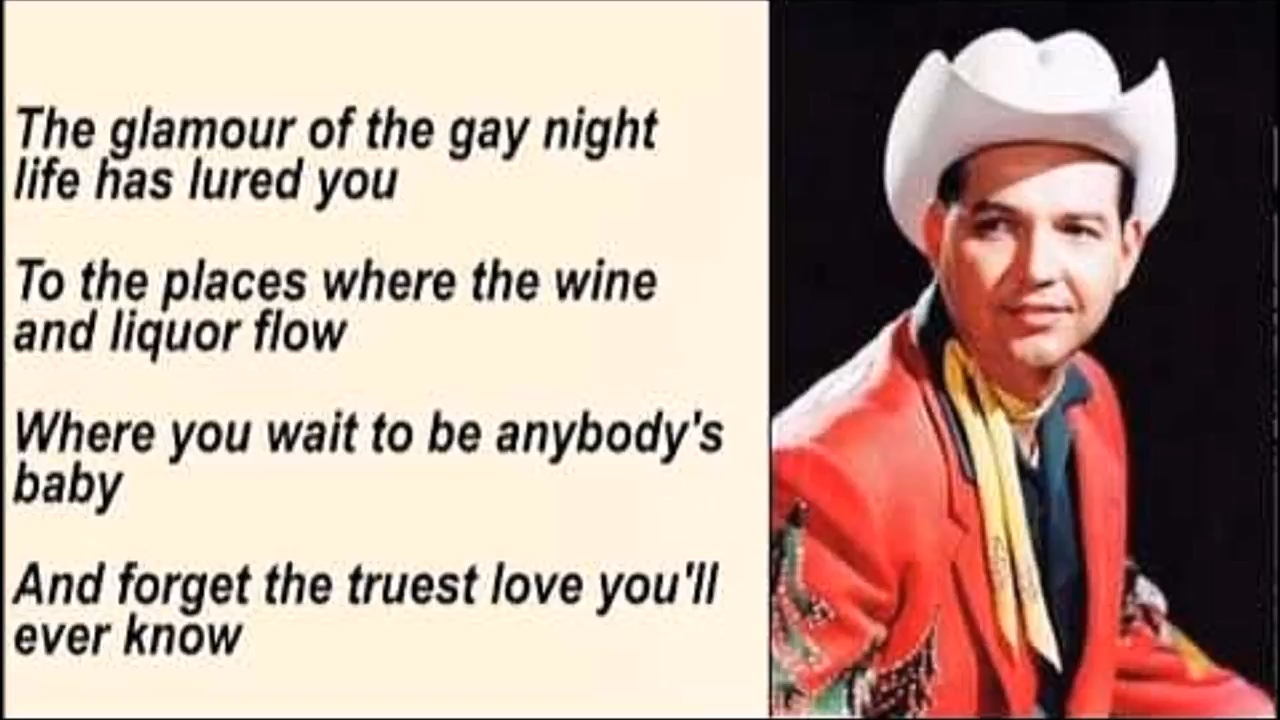 The glamour of the gay night
life has lured you
To the places where the wine
and liquor flow
Where you wait to be anybody's
baby
And forget the truest love you'll
ever know